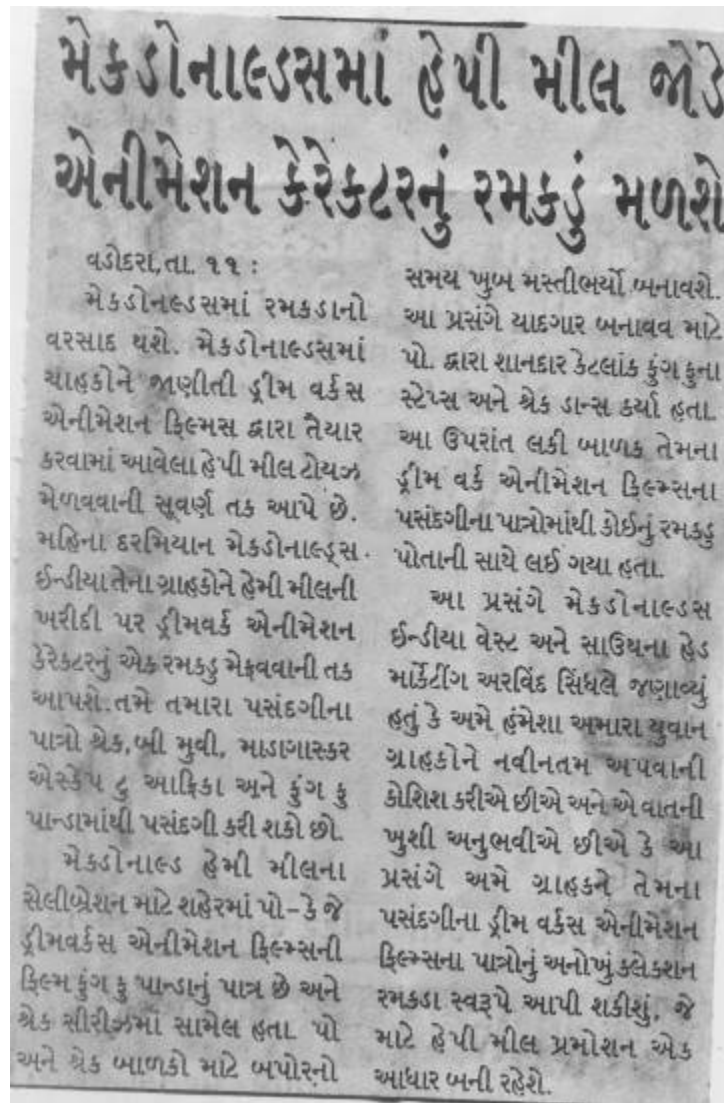 મેકડોનાલ્ડસમાં હેપી મીલ જોડે
એનીમેશન કેરેકટરનું રમકડું મળશે
વડોદરા,તા. ૧૧ :
મેકડોનલ્ડસમાં રમકડાનો
વરસાદ થશે. મેકડોનાલ્ડસમાં
ચાહકોને જાણીતી ડ્રીમ વર્કસ
એનીમેશન ફિલ્મસ દ્વારા તૈયાર
કરવામાં આવેલા હેપી મીલ ટોયઝ
મેળવવાની સૂવર્ણ તક આપે છે.
મહિના દરમિયાન મેકડોનાલ્ડ્સ
ઈન્ડીયા તેના ગ્રાહકોને હેમી મીલની
ખરીદી પર ડ્રીમવર્ક એનીમેશન
કેરેકટરનું એક રમકડુ મેફવવાની તક
આપશે.તમે તમારા પસંદગીના
પાત્રો શ્રેક,બી મુવી, માડાગાસ્કર
એસ્કેપ ટુ આફ્રિકા અને કુંગ ફુ
પાન્ડામાંથી પસંદગી કરી શકો છો.
મેકડોનાલ્ડ હેમી મીલના
સેલીબ્રેશન માટે શહેરમાં પો-કે જે
ડ્રીમવર્કસ એનીમેશન ફિલ્મ્સની
ફિલ્મ કુંગ ફુ પાન્ડાનું પાત્ર છે અને
શ્રેક સીરીઝમાં સામેલ હતા. પો
અને શ્રેક બાળકો માટે બપોરનો
સમય ખુબ મસ્તીભર્યો બનાવશે.
આ પ્રસંગે યાદગાર બનાવવ માટે
પો. દ્વારા શાનદાર કેટલાંક કુંગ ફુના
સ્ટેપ્સ અને શ્રેક ડાન્સ કર્યા હતા.
આ ઉપરાંત લકી બાળક તેમના
ડ્રીમ વર્ક એનીમેશન ફિલ્મ્સના
પસંદગીના પાત્રોમાંથી કોઈનું રમકડુ
પોતાની સાથે લઈ ગયા હતા.
આ પ્રસંગે મેકડોનાલ્ડસ
ઈન્ડીયા વેસ્ટ અને સાઉથના હેડ
માર્કેટીંગ અરવિંદ સિંધલે જણાવ્યું
હતું કે અમે હંમેશા અમારા યુવાન
ગ્રાહકોને નવીનતમ અપવાની
કોશિશ કરીએ છીએ અને એ વાતની
ખુશી અનુભવીએ છીએ કે આ
પ્રસંગે અમે ગ્રાહકને તેમના
પસંદગીના ડ્રીમ વર્કસ એનીમેશન
ફિલ્મ્સના પાત્રોનું અનોખું કલેકશન
રમકડા સ્વરૂપે આપી શકીશું, જે
માટે હેપી મીલ પ્રમોશન એક
આધાર બની રહેશે.